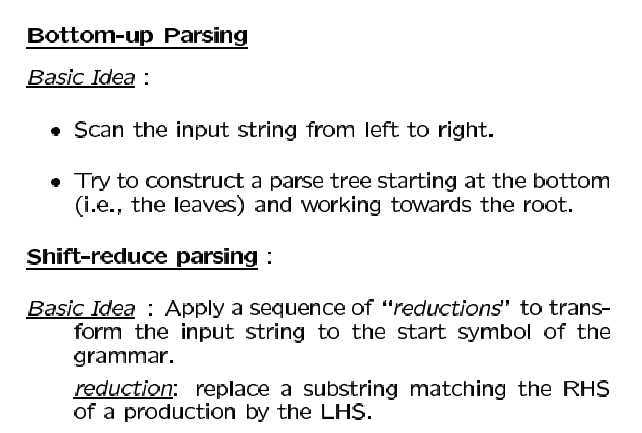 Bottom-up Parsing
Basic Idea :
• Scan the input string from left to right.
• Try to construct a parse tree starting at the bottom
(i.e., the leaves) and working towards the root.
Shift-reduce parsing :
Basic Idea : Apply a sequence of “reductions” to trans-
form the input string to the start symbol of the
grammar.
reduction: replace a substring matching the RHS
of a production by the LHS.